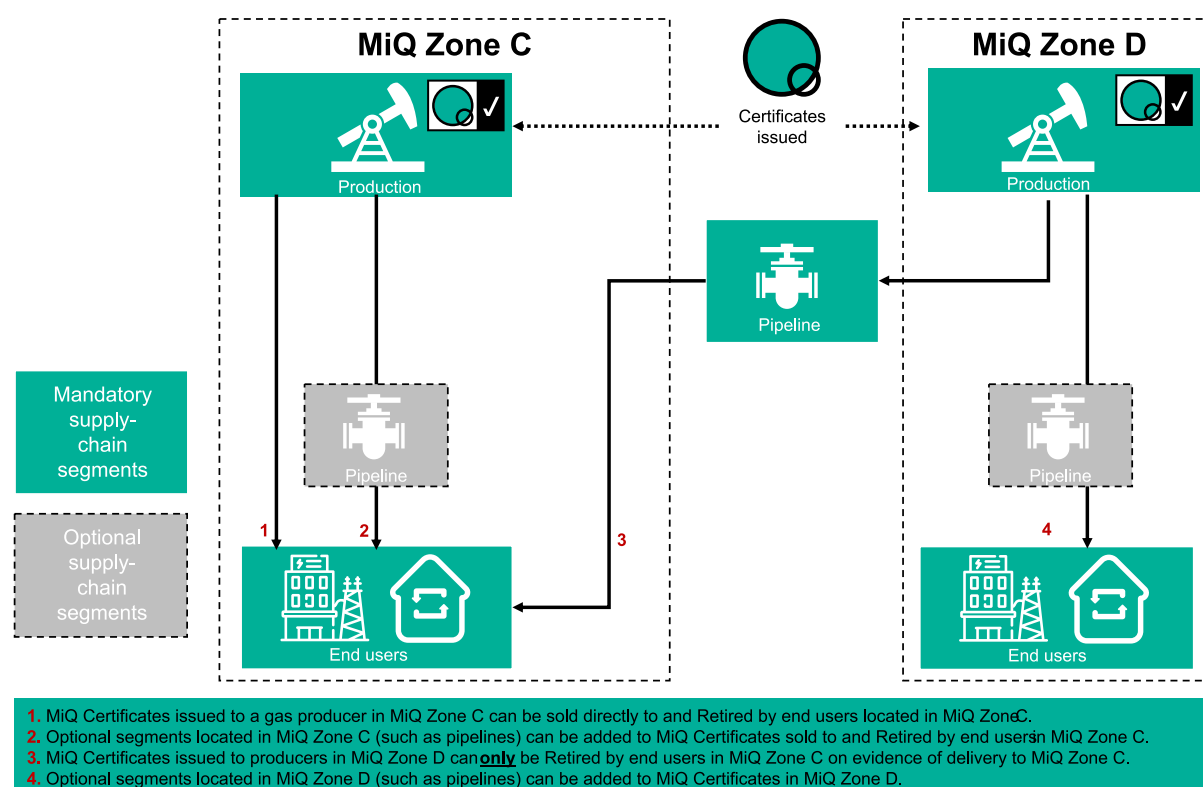 MiQ Zone C
MiQ Zone D
Certificates
issued
Production
Production
Pipeline
Mandatory
supply-
chain
segments
Pipeline
Pipeline
Optional
supply-
chain
segments
1
2
3
4
End users
End users
1. MiQ Certificates issued to a gas producer in MiQ Zone C can be sold directly to and Retired by end users located in MiQ ZoneC.
2. Optional segments located in MiQ Zone C (such as pipelines) can be added to MiQ Certificates sold to and Retired by end users in MiQ Zone C.
3. MiQ Certificates issued to producers in MiQ Zone D can only be Retired by end users in MiQ Zone C on evidence of delivery to MiQ Zone C.
4. Optional segments located in MiQ Zone D (such as pipelines) can be added to MiQ Certificates in MiQ Zone D.